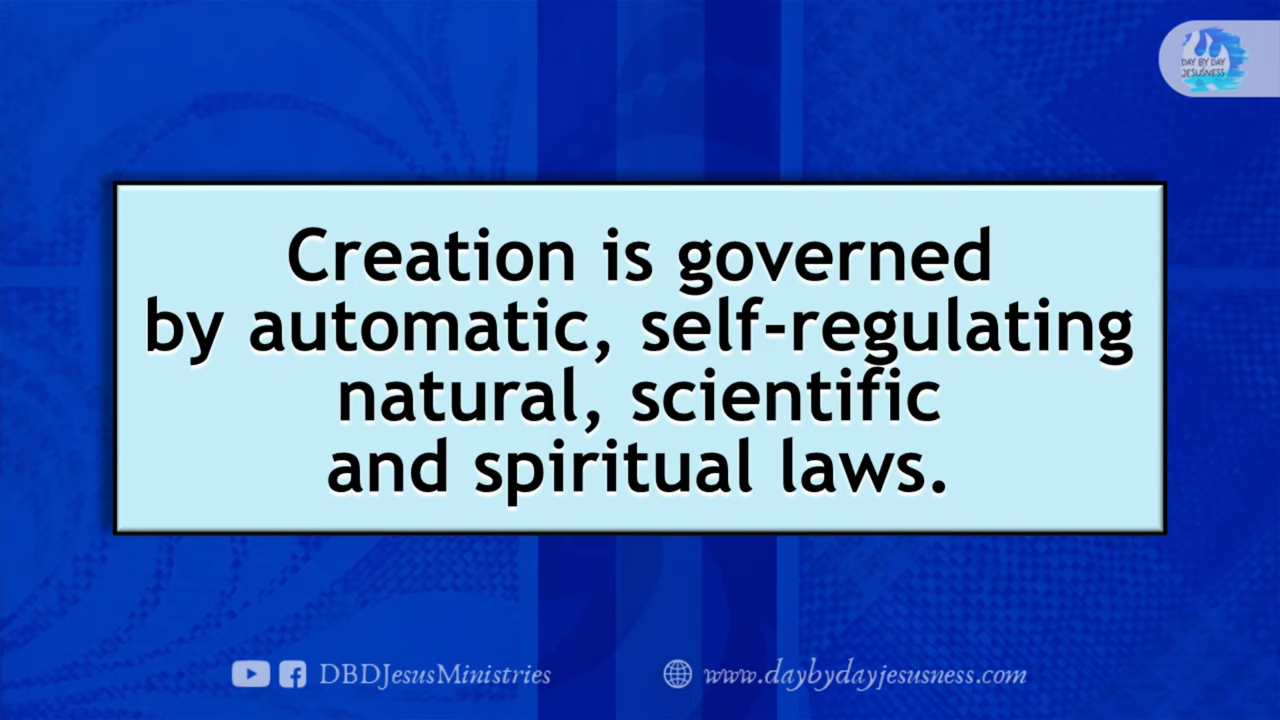 DAY BY DAY
JESUSNESS
Creation is governed
by automatic, self-regulating
natural, scientific
and spiritual laws.
DBDJesusMinistries
www.daybydayjesusness.com